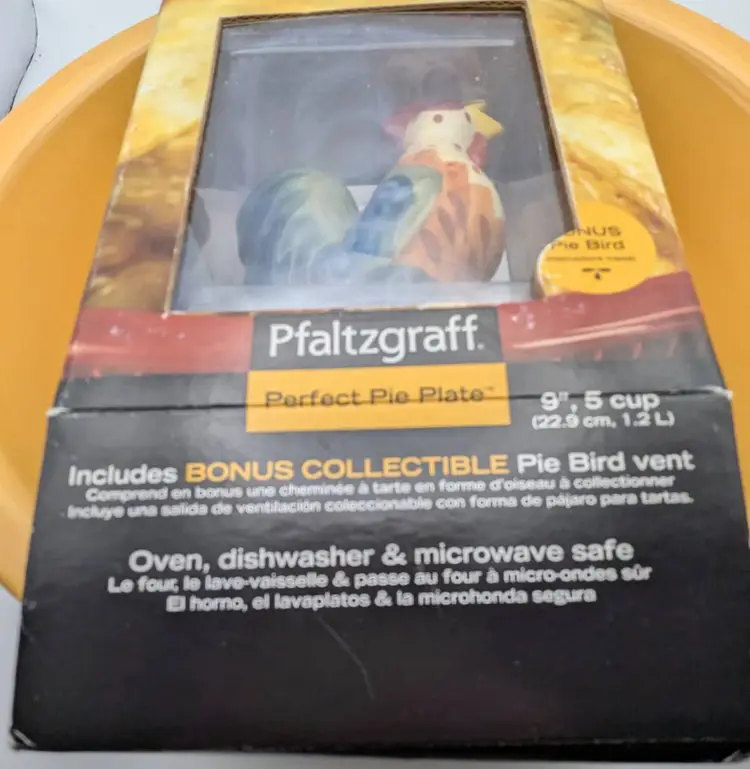 BONUS
Pie Bird
Pfaltzgraff
Perfect Pie Plate™
9", 5 cup
(22.9 cm, 1.2 L)
Includes BONUS COLLECTIBLE Pie Bird vent
Comprend en bonus une cheminée à tarte en forme d'oiseau à collectionner
Incluye una salida de ventilación coleccionable con forma de pájaro para tartas.
Oven, dishwasher & microwave safe
Le four, le lave-vaisselle & passe au four à micro-ondes sûr
El horno, el lavaplatos & la microhonda segura